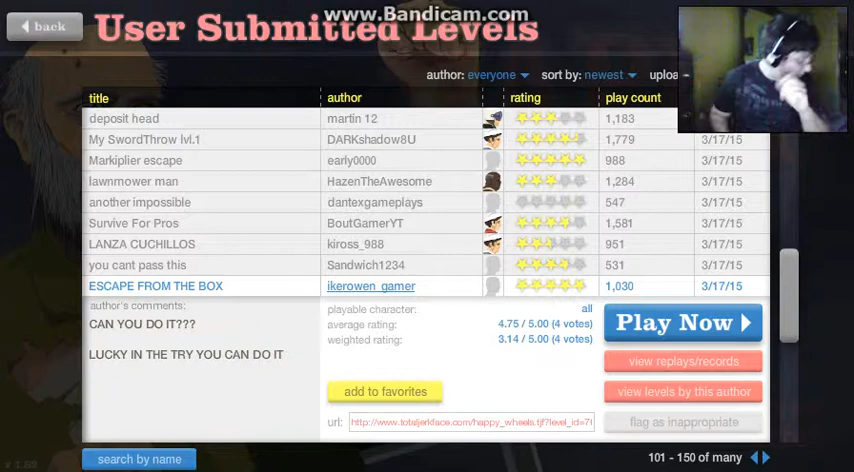 www.Bandicam.com
back
User Submitted Levels
author: everyone sort by: newest
title author rating play count
deposit head martin 12 1,183
My SwordThrow lvl.1 DARKshadow8U 1,779 3/17/15
Markiplier escape early0000 988 3/17/15
lawnmower man HazenTheAwesome 1,284 3/17/15
another impossible dantexgameplays 547 3/17/15
Survive For Pros BoutGamerYT 1,581 3/17/15
LANZA CUCHILLOS kiross_988 951 3/17/15
you cant pass this Sandwich1234 531 3/17/15
ESCAPE FROM THE BOX ikerowen_gamer 1,030 3/17/15
author's comments:
CAN YOU DO IT???
LUCKY IN THE TRY YOU CAN DO IT
playable character: all
average rating: 4.75 / 5.00 (4 votes)
weighted rating: 3.14 / 5.00 (4 votes)
add to favorites
url: http://www.totaljerkface.com/happy_wheels.tjf?level_id=
Play Now
view replays/records
view levels by this author
flag as inappropriate
search by name
101 - 150 of many